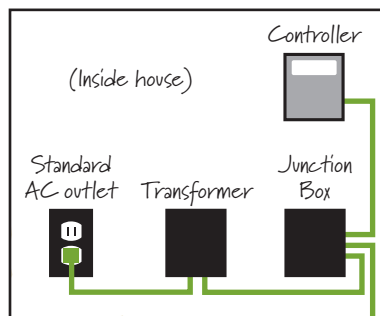 Controller
(Inside house)
Standard
AC outlet
Transformer
Junction
Box